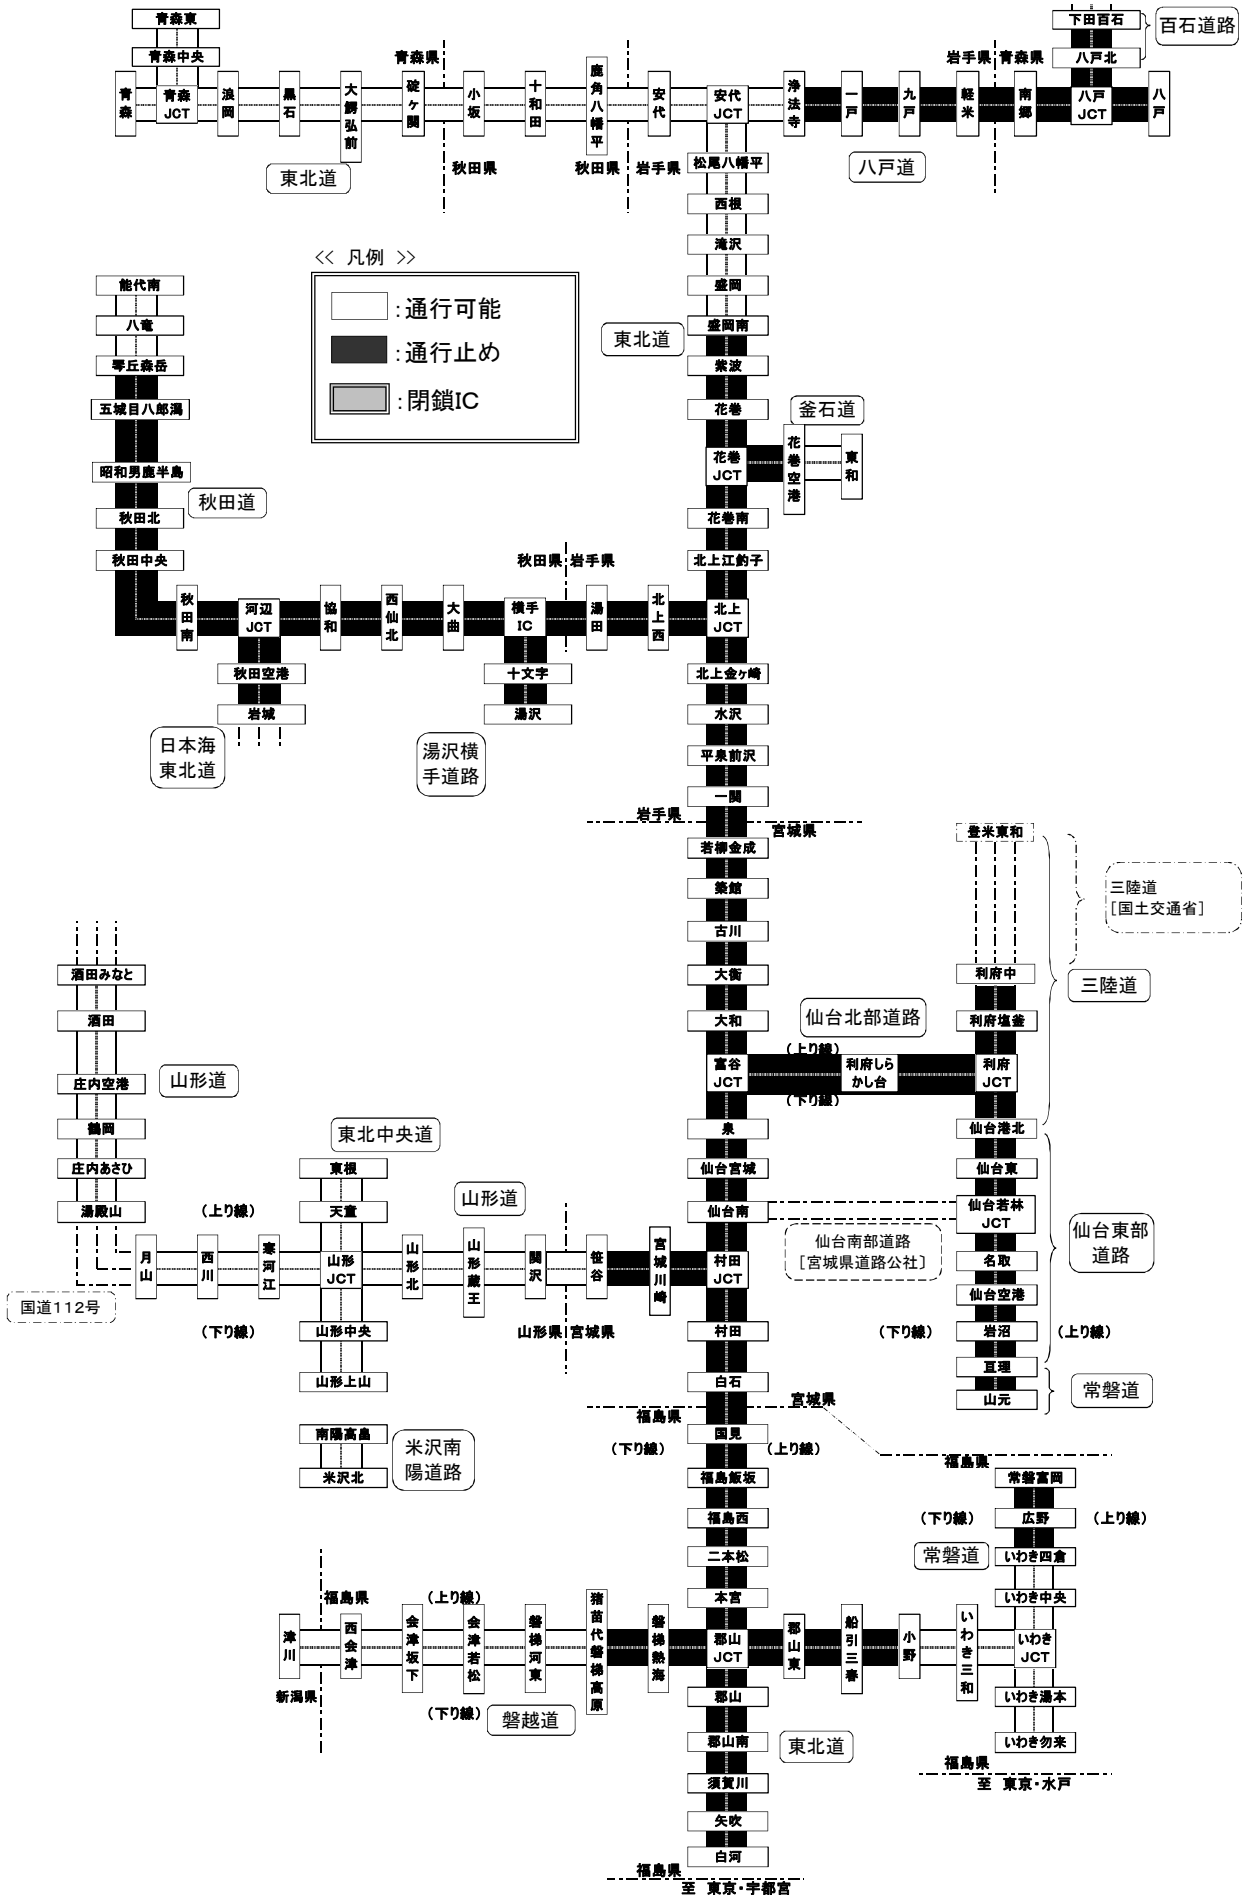 青森東
下田百石
百石道路
青森中央
八戸北
青森県
岩手県
青森県
青森
青森JCT
浪岡
黒石
大鰐弘前
碇ヶ関
小坂
十和田
鹿角八幡平
安代
安代JCT
浄法寺
一戸
九戸
軽米
南郷
八戸JCT
八戸
東北道
秋田県
秋田県
岩手県
松尾八幡平
八戸道
西根
滝沢
<< 凡例 >>
:通行可能
:通行止め
:閉鎖IC
盛岡
能代南
八竜
東北道
盛岡南
琴丘森岳
紫波
五城目八郎潟
花巻
釜石道
昭和男鹿半島
花巻JCT
花巻空港
東和
秋田道
秋田北
花巻南
秋田中央
秋田県
岩手県
北上江釣子
秋田南
河辺JCT
協和
西仙北
大曲
横手IC
湯田
北上西
北上JCT
秋田空港
十文字
北上金ヶ崎
岩城
湯沢
水沢
日本海
東北道
湯沢横
手道路
平泉前沢
一関
岩手県
宮城県
登米東和
若柳金成
三陸道
[国土交通省]
築館
古川
酒田みなと
大衡
利府中
三陸道
酒田
大和
仙台北部道路
利府塩釜
(上り線)
庄内空港
山形道
富谷JCT
利府しら
かし台
利府JCT
(下り線)
鶴岡
東北中央道
泉
仙台港北
庄内あさひ
東根
山形道
仙台宮城
仙台東
湯殿山
(上り線)
天童
仙台南
仙台若林
JCT
仙台東部
道路
仙台南部道路
[宮城県道路公社]
月山
西川
寒河江
山形JCT
山形北
山形蔵王
関沢
笹谷
宮城川崎
村田JCT
名取
仙台空港
国道112号
(下り線)
山形中央
山形県
宮城県
村田
(下り線)
岩沼
(上り線)
亘理
山形上山
白石
山元
常磐道
福島県
宮城県
南陽高畠
米沢南
陽道路
(下り線)
国見
(上り線)
米沢北
福島県
福島飯坂
常磐富岡
福島西
(下り線)
広野
(上り線)
二本松
常磐道
いわき四倉
福島県
(上り線)
本宮
いわき中央
津川
西会津
会津坂下
会津若松
磐梯河東
猪苗代磐梯高原
磐梯熱海
郡山JCT
郡山東
船引三春
小野
いわき三和
いわき
JCT
新潟県
(下り線)
磐越道
郡山
いわき湯本
郡山南
東北道
いわき勿来
福島県
須賀川
至 東京・水戸
矢吹
白河
福島県
至 東京・宇都宮